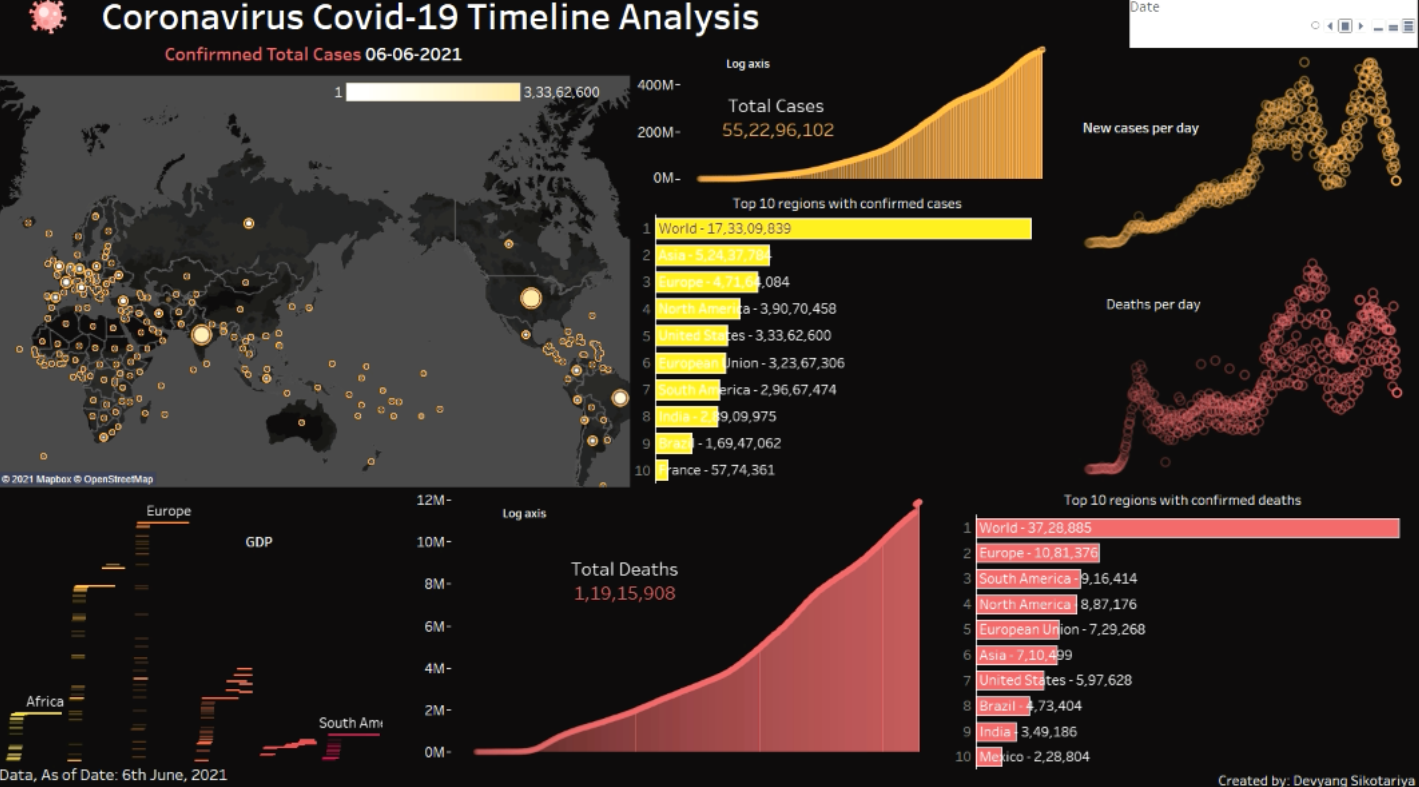 Coronavirus Covid-19 Timeline Analysis
Date
Confirmned Total Cases 06-06-2021
1
3,33,62,600
Log axis
400M-
200M-
0M-
Total Cases
55,22,96,102
New cases per day
Top 10 regions with confirmed cases
1 World - 17,33,09,839
2 Asia - 5,24,37,784
3 Europe - 4,71,64,084
4 North America - 3,90,70,458
5 United States - 3,33,62,600
6 European Union - 3,23,67,306
7 South America - 2,96,67,474
8 India - 2,89,09,975
9 Brazil - 1,69,47,062
10 France - 57,74,361
Deaths per day
© 2021 Mapbox © OpenStreetMap
Europe
GDP
Africa
South Ame
12M-
10M-
8M-
6M-
4M-
2M-
0M-
Log axis
Total Deaths
1,19,15,908
Top 10 regions with confirmed deaths
1 World - 37,28,885
2 Europe - 10,81,376
3 South America - 9,16,414
4 North America - 8,87,176
5 European Union - 7,29,268
6 Asia - 7,10,499
7 United States - 5,97,628
8 Brazil - 4,73,404
9 India - 3,49,186
10 Mexico - 2,28,804
Data, As of Date: 6th June, 2021
Created by: Devyang Sikotariya